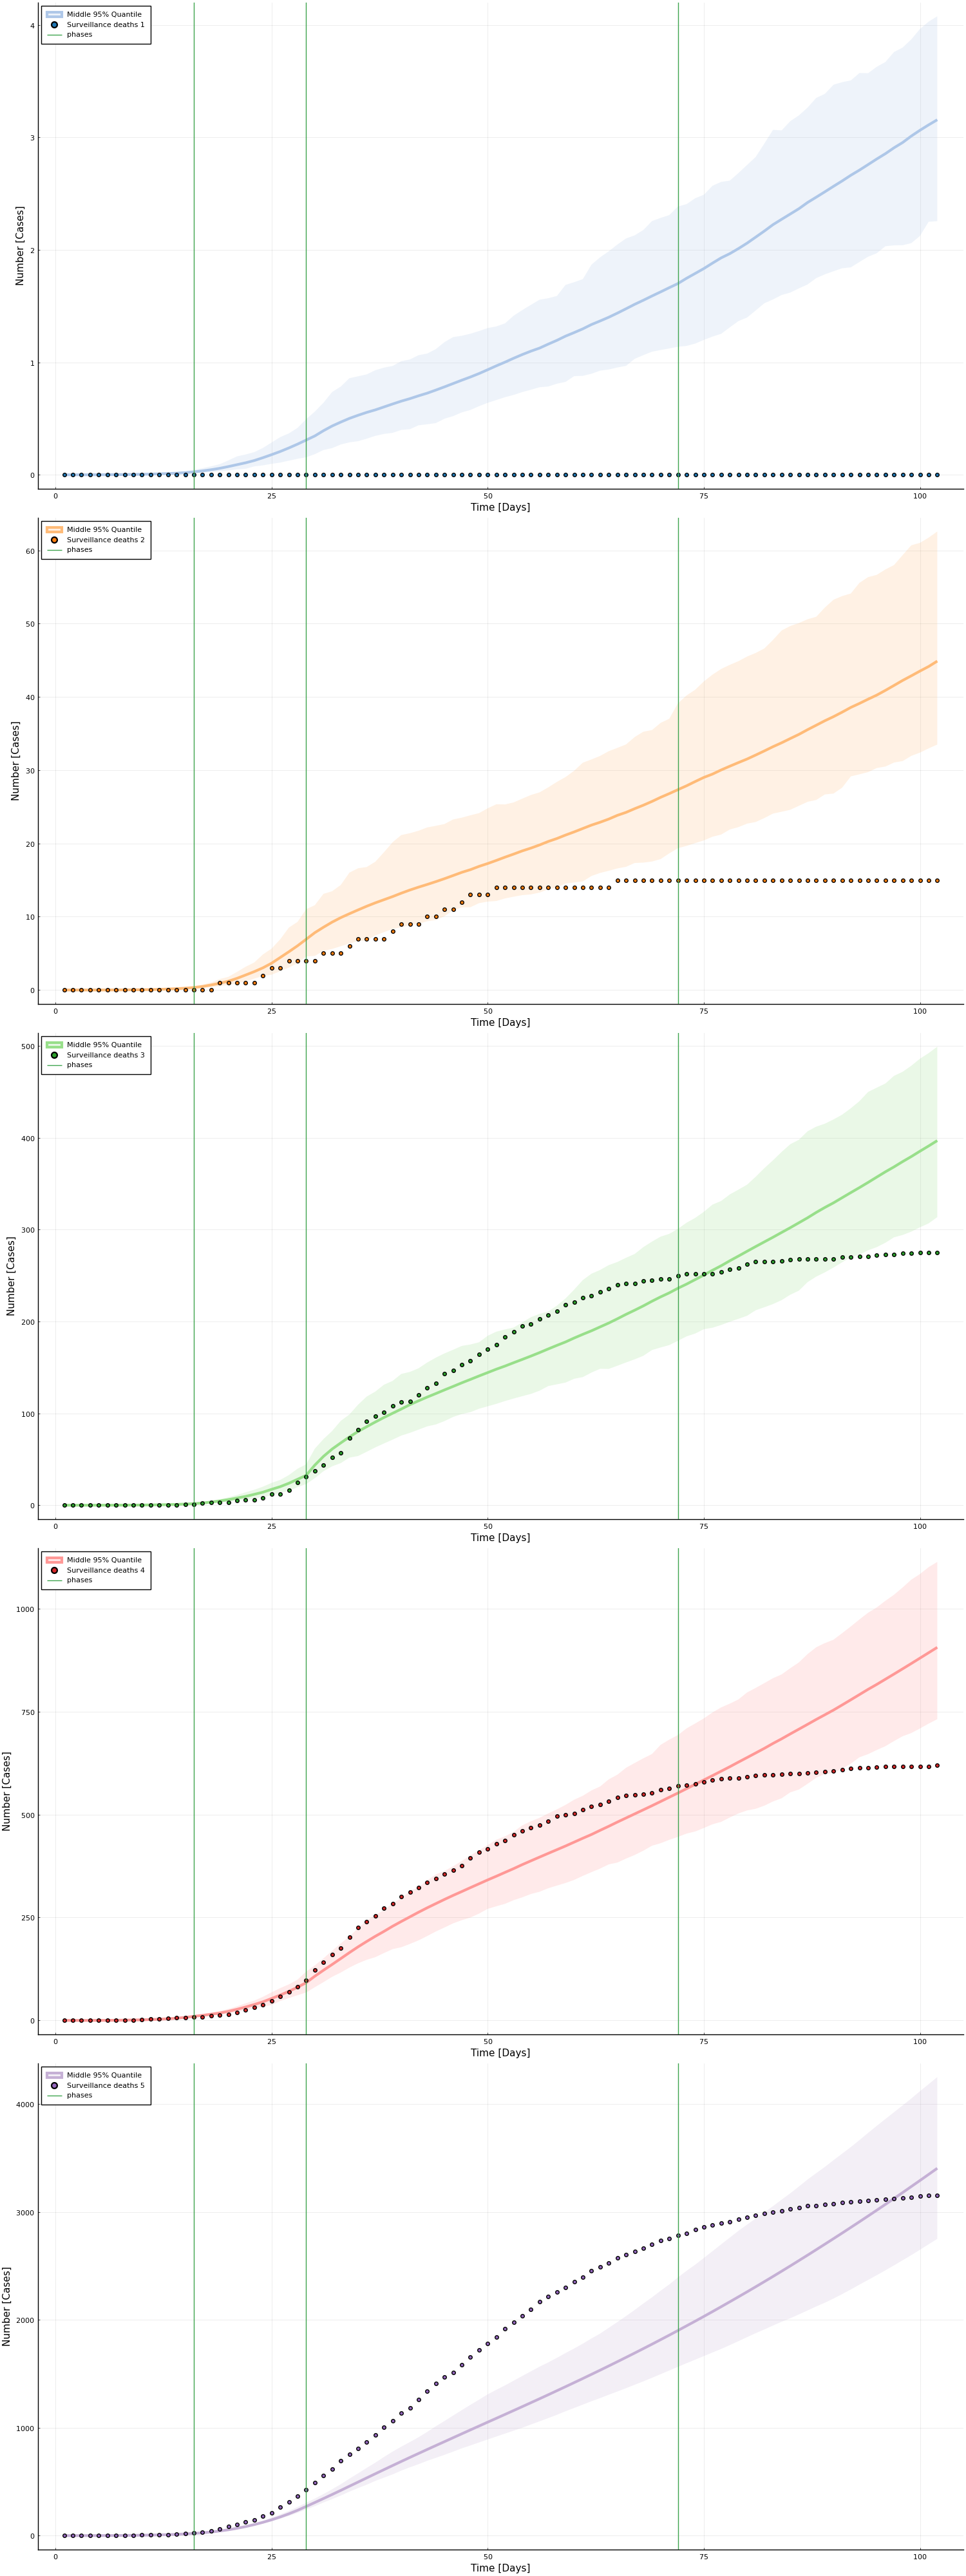 Middle 95% Quantile
Surveillance deaths 1
phases
4
3
2
1
0
Number [Cases]
0 25 50 75 100
Time [Days]
Middle 95% Quantile
Surveillance deaths 2
phases
60
50
40
30
20
10
0
Number [Cases]
0 25 50 75 100
Time [Days]
Middle 95% Quantile
Surveillance deaths 3
phases
500
400
300
200
100
0
Number [Cases]
0 25 50 75 100
Time [Days]
Middle 95% Quantile
Surveillance deaths 4
phases
1000
750
500
250
0
Number [Cases]
0 25 50 75 100
Time [Days]
Middle 95% Quantile
Surveillance deaths 5
phases
4000
3000
2000
1000
0
Number [Cases]
0 25 50 75 100
Time [Days]